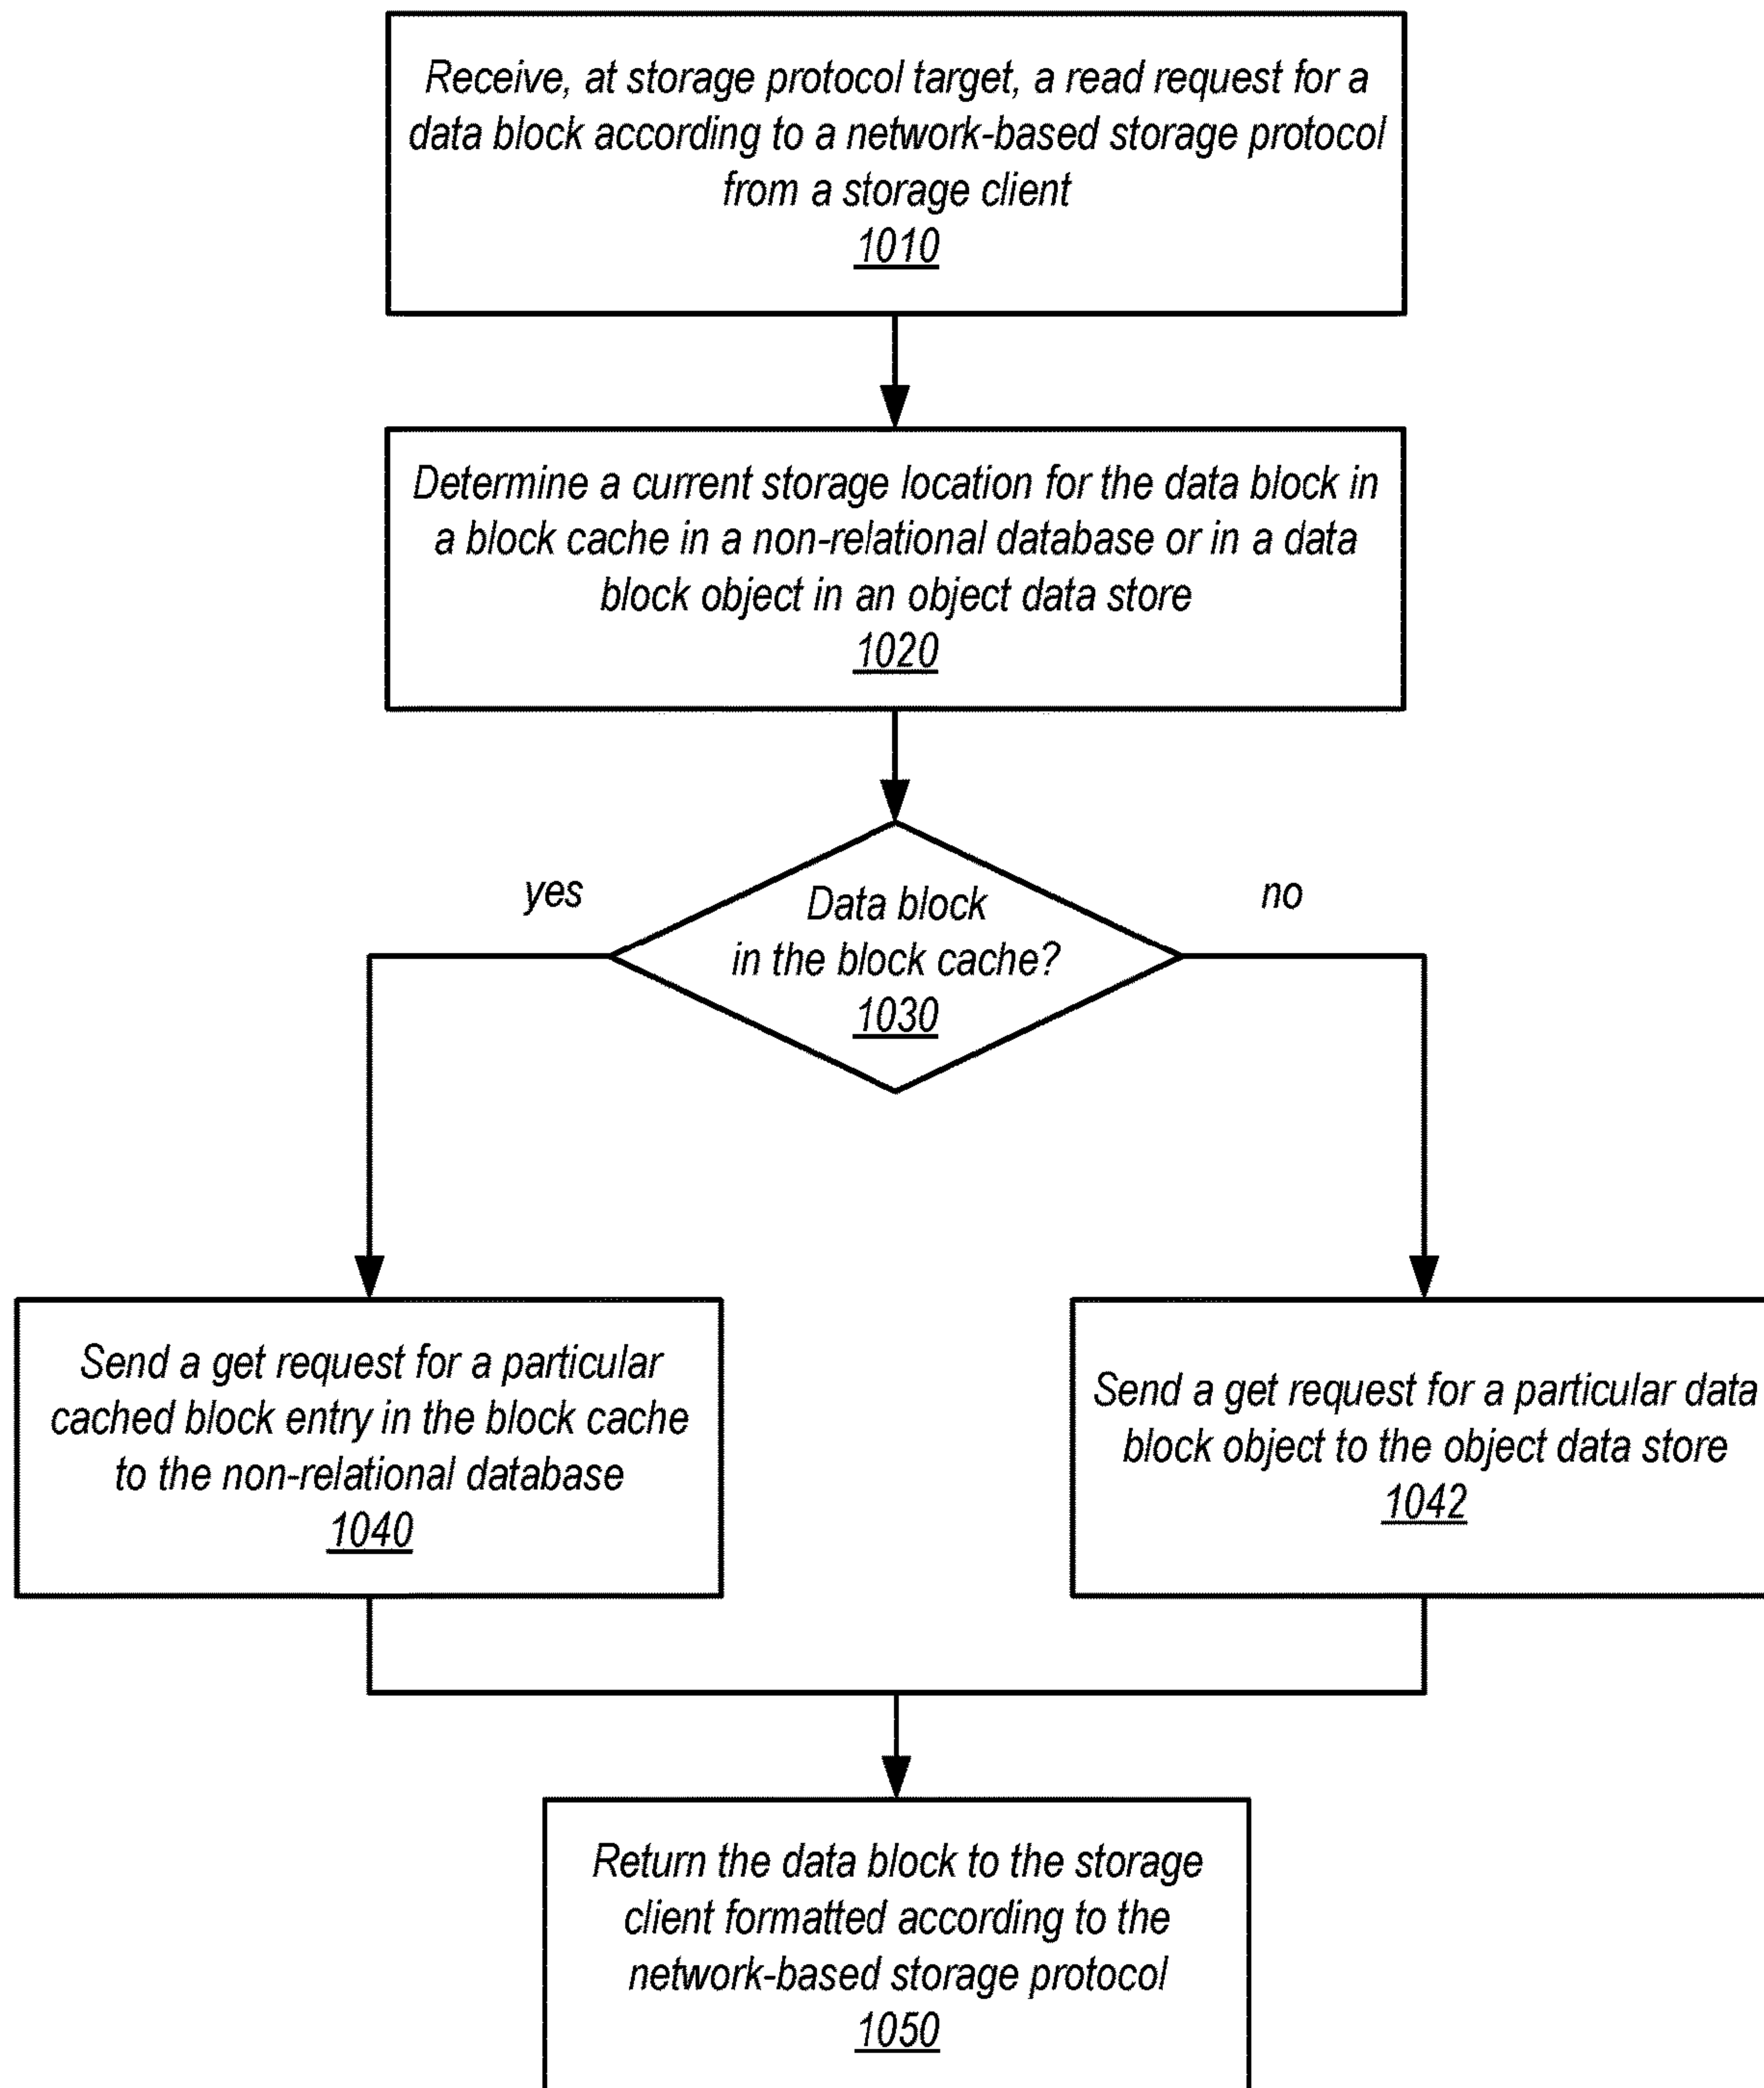 Receive, at storage protocol target, a read request for a
data block according to a network-based storage protocol
from a storage client
1010
Determine a current storage location for the data block in
a block cache in a non-relational database or in a data
block object in an object data store
1020
yes
no
Data block
in the block cache?
1030
Send a get request for a particular
cached block entry in the block cache
to the non-relational database
1040
Send a get request for a particular data
block object to the object data store
1042
Return the data block to the storage
client formatted according to the
network-based storage protocol
1050